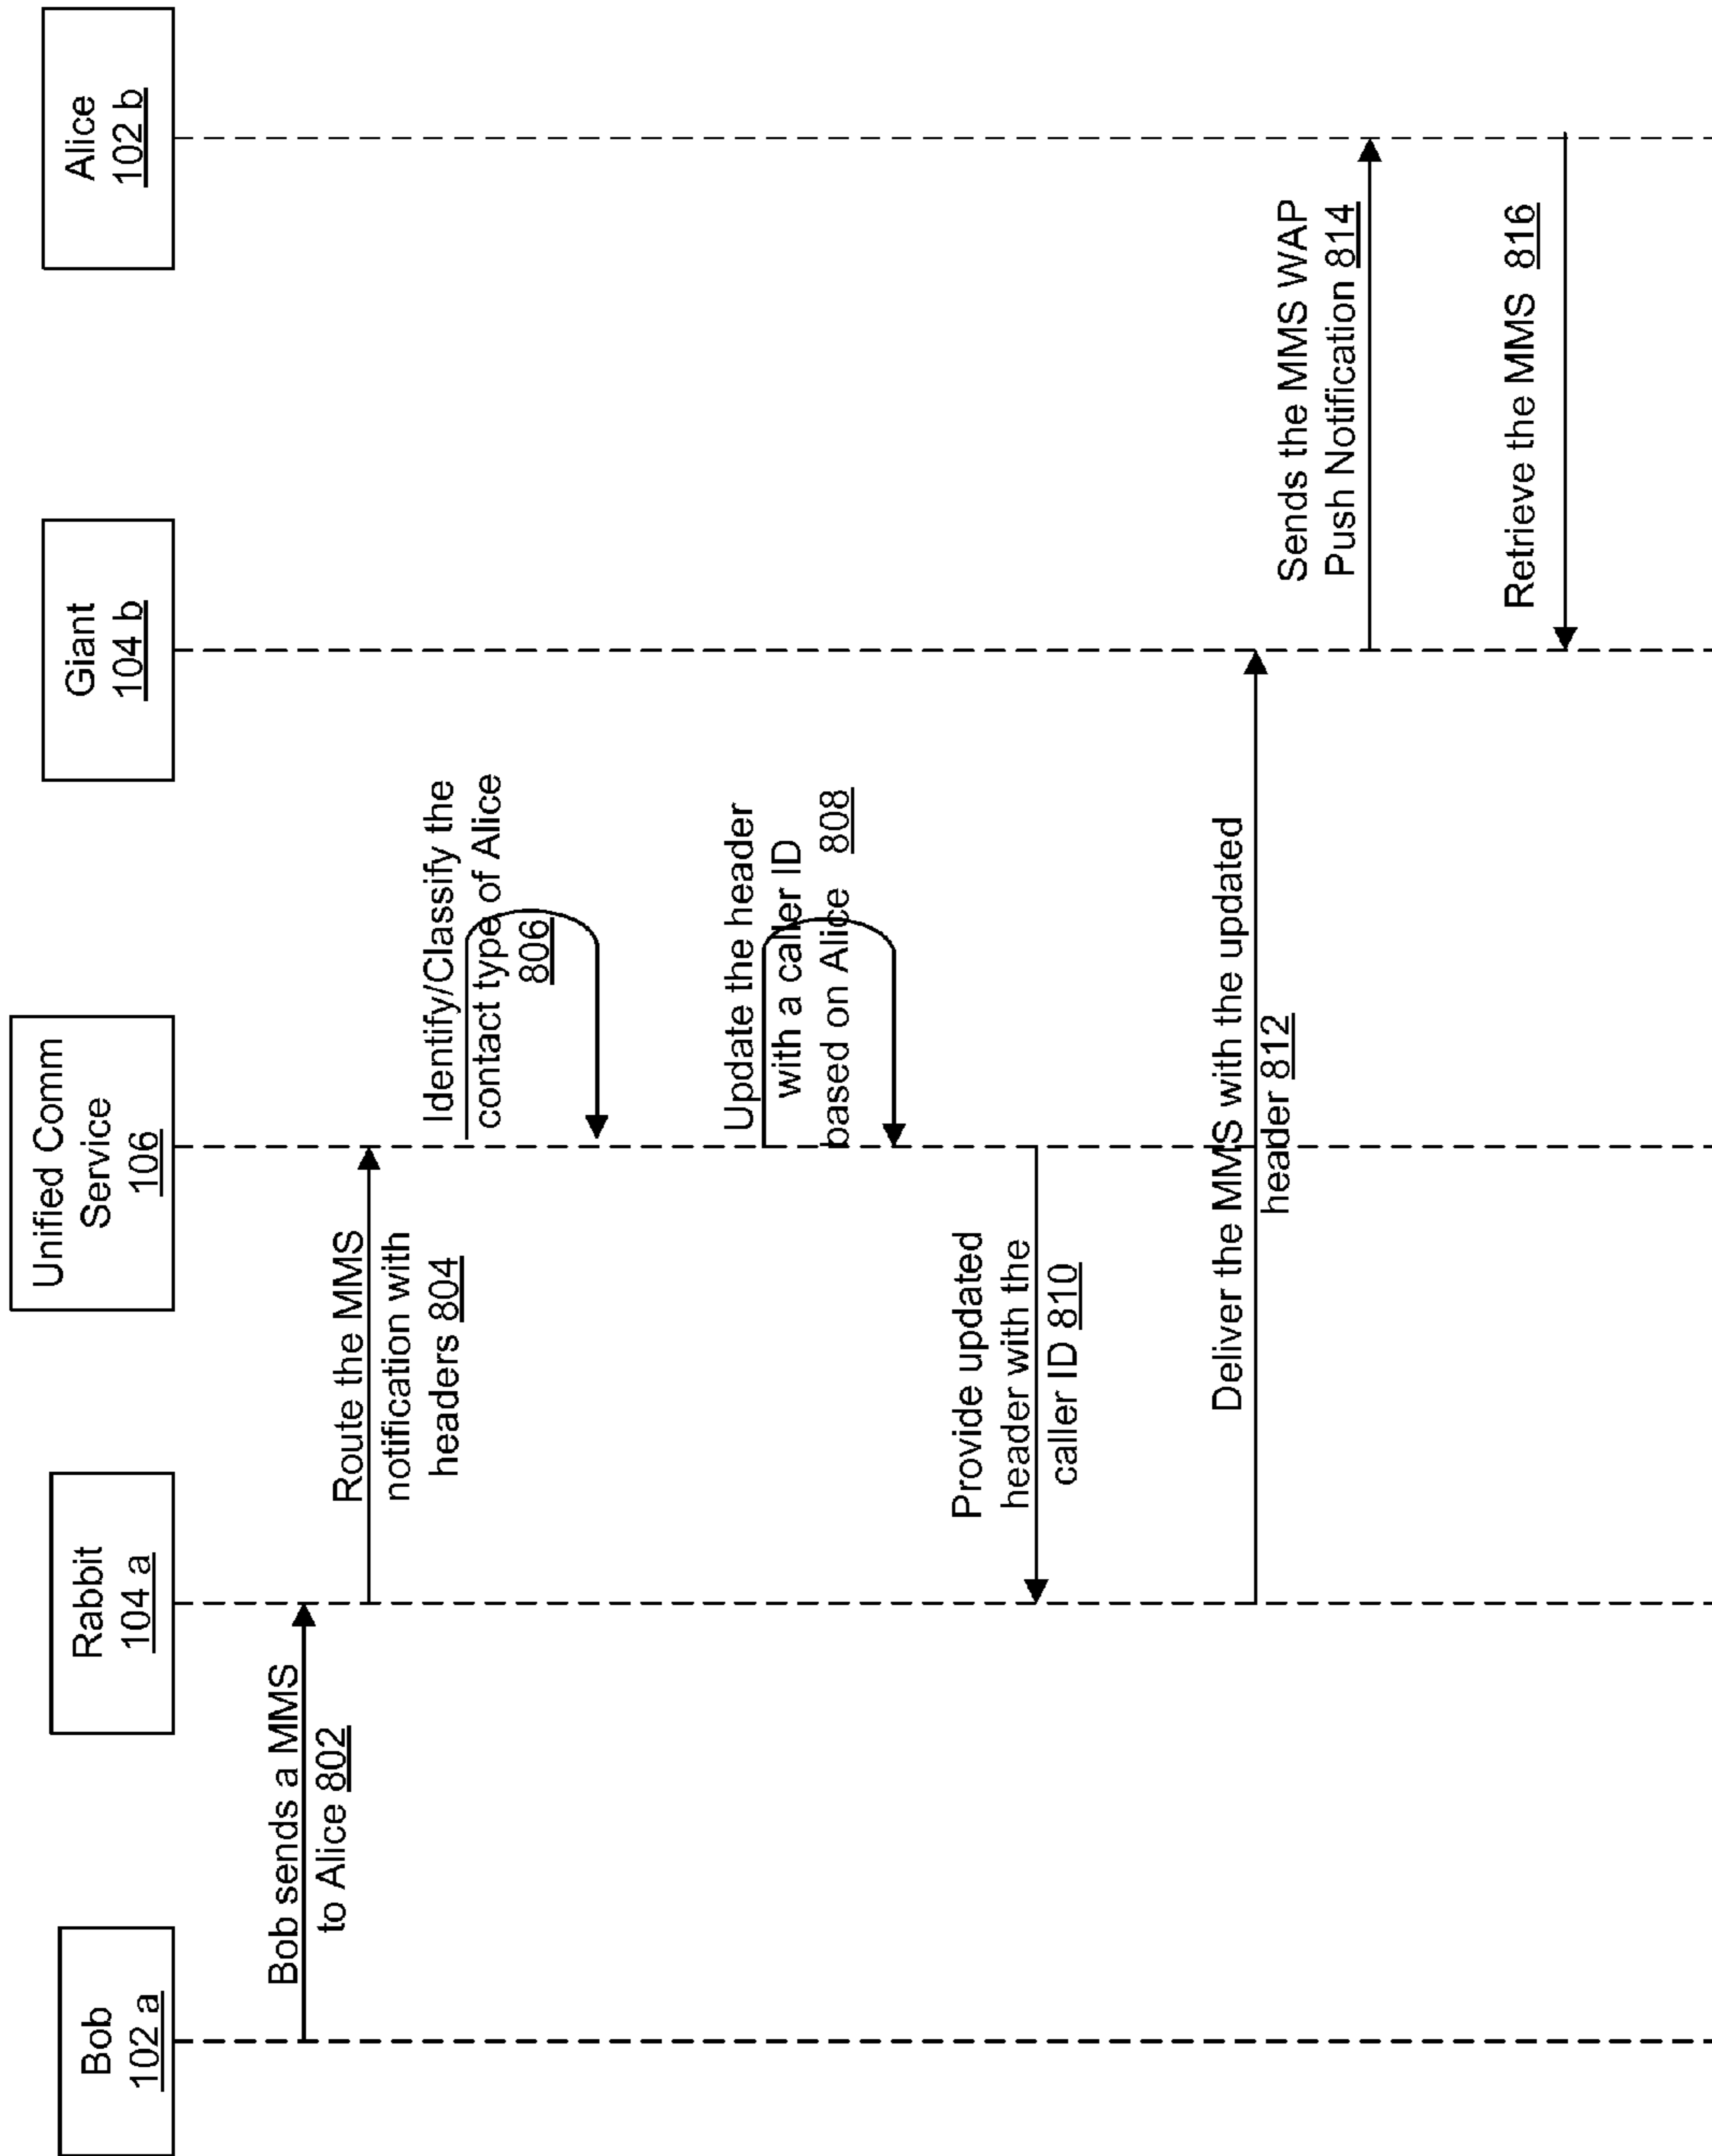 Bob
102 a
Rabbit
104 a
Unified Comm
Service
106
Giant
104 b
Alice
102 b
Bob sends a MMS
to Alice 802
Route the MMS
notification with
headers 804
Identify/Classify the
contact type of Alice
806
Update the header
with a caller ID
based on Alice 808
Provide updated
header with the
caller ID 810
Deliver the MMS with the updated
header 812
Sends the MMS WAP
Push Notification 814
Retrieve the MMS 816